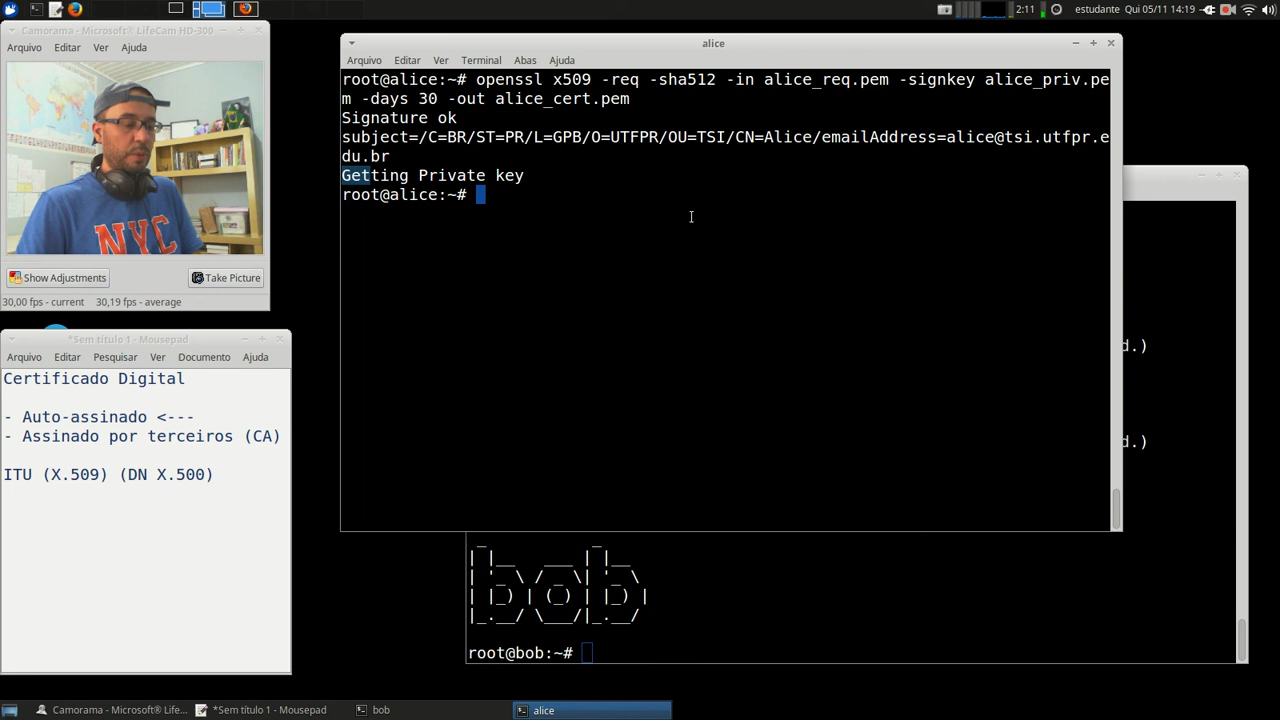 2:11
estudante Qui 05/11 14:19
Camorama - Microsoft® LifeCam HD-300
Arquivo Editar Ver Ajuda
NYC
Show Adjustments
Take Picture
30,00 fps - current 30,19 fps - average
alice
Arquivo Editar Ver Terminal Abas Ajuda
root@alice:~# openssl x509 -req -sha512 -in alice_req.pem -signkey alice_priv.pe
m -days 30 -out alice_cert.pem
Signature ok
subject=/C=BR/ST=PR/L=GPB/O=UTFPR/OU=TSI/CN=Alice/emailAddress=alice@tsi.utfpr.e
du.br
Getting Private key
root@alice:~#
d.)
d.)
*Sem título 1 - Mousepad
Arquivo Editar Pesquisar Ver Documento Ajuda
Certificado Digital
- Auto-assinado <---
- Assinado por terceiros (CA)
ITU (X.509) (DN X.500)
bob
root@bob:~#
Camorama - Microsoft® LifeC...
*Sem título 1 - Mousepad
bob
alice